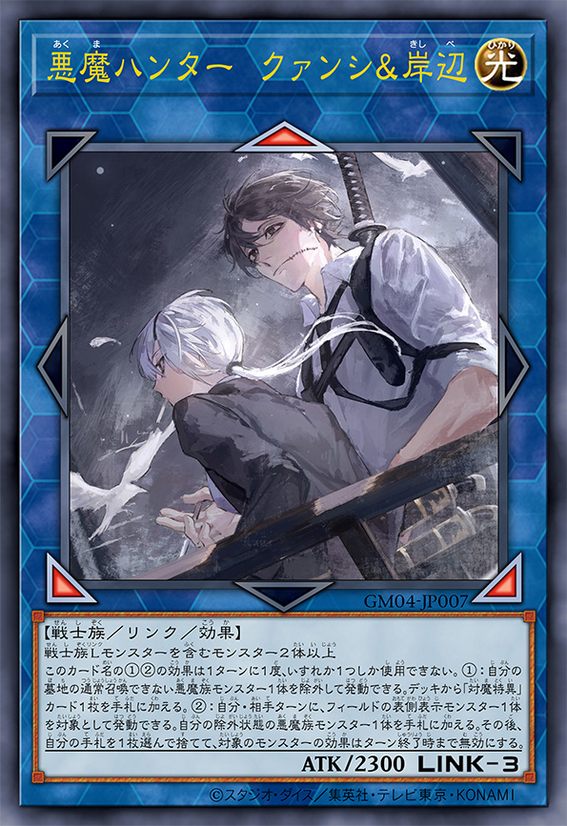 悪魔ハンター クァンシ&岸辺
光
GM04-JP007
【戦士族/リンク/効果】
戦士族Lモンスターを含むモンスター2体以上
このカード名の①②の効果は1ターンに1度、いずれか1つしか使用できない。①：自分の
墓地の通常召喚できない悪魔族モンスター1体を除外して発動できる。デッキから「対魔特異」
カード1枚を手札に加える。②：自分・相手ターンに、フィールドの表側表示モンスター1体
を対象として発動できる。自分の除外状態の悪魔族モンスター1体を手札に加える。その後、
自分の手札を1枚選んで捨てて、対象のモンスターの効果はターン終了時まで無効にする。
ATK/2300 LINK-3
©スタジオ・ダイス/集英社・テレビ東京・KONAMI